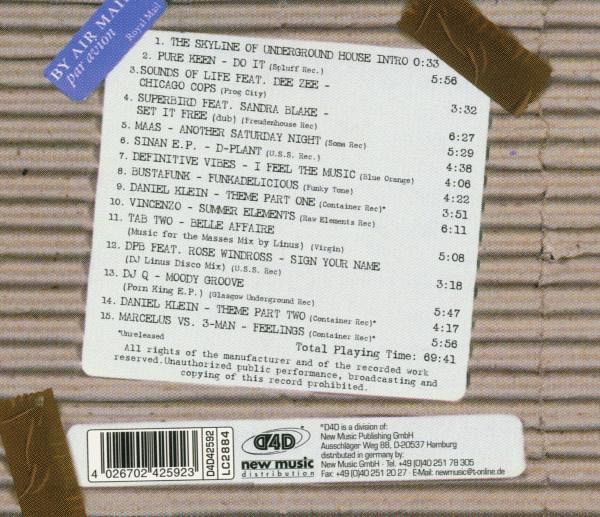 BY AIR MAIL
par avion
Royal Mail
1. THE SKYLINE OF UNDERGROUND HOUSE INTRO 0:33
2. PURE KEEN - DO IT (Spluff Rec.) 5:56
3.SOUNDS OF LIFE FEAT. DEE ZEE -
CHICAGO COPS (Prog City) 3:32
4. SUPERBIRD FEAT. SANDRA BLAKE -
SET IT FREE (dub) (Freudenhouse Rec) 6:27
5. MAAS - ANOTHER SATURDAY NIGHT (Soma Rec) 5:29
6. SINAN E.P. - D-PLANT (U.S.S. Rec.) 4:38
7. DEFINITIVE VIBES - I FEEL THE MUSIC (Blue Orange) 4:06
8. BUSTAFUNK - FUNKADELICIOUS (Funky Tone) 4:22
9. DANIEL KLEIN - THEME PART ONE (Container Rec)* 3:51
10. VINCENZO - SUMMER ELEMENTS (Raw Elements Rec) 6:11
11. TAB TWO - BELLE AFFAIRE
(Music for the Masses Mix by Linus) (Virgin) 5:08
12. DPB FEAT. ROSE WINDROSS - SIGN YOUR NAME
(DJ Linus Disco Mix) (U.S.S. Rec) 3:18
13. DJ Q - MOODY GROOVE
(Porn King E.P.) (Glasgow Underground Rec) 5:47
14. DANIEL KLEIN - THEME PART TWO (Container Rec)* 4:17
15. MARCELUS VS. 3-MAN - FEELINGS (Container Rec)* 5:56
*Unreleased
Total Playing Time: 69:41
All rights of the manufacturer and of the recorded work
reserved.Unauthorized public performance, broadcasting and
copying of this record prohibited.
4 026702 425923
D4D42592
LC2884
D4D
new music
distribution
*D4D is a division of:
New Music Publishing GmbH
Ausschläger Weg 68, D-20537 Hamburg
distributed in germany by:
New Music GmbH · Tel. +49 (0)40 251 78 305
Fax: +49 (0)40 251 20 27 · E-Mail: newmusic@t-online.de